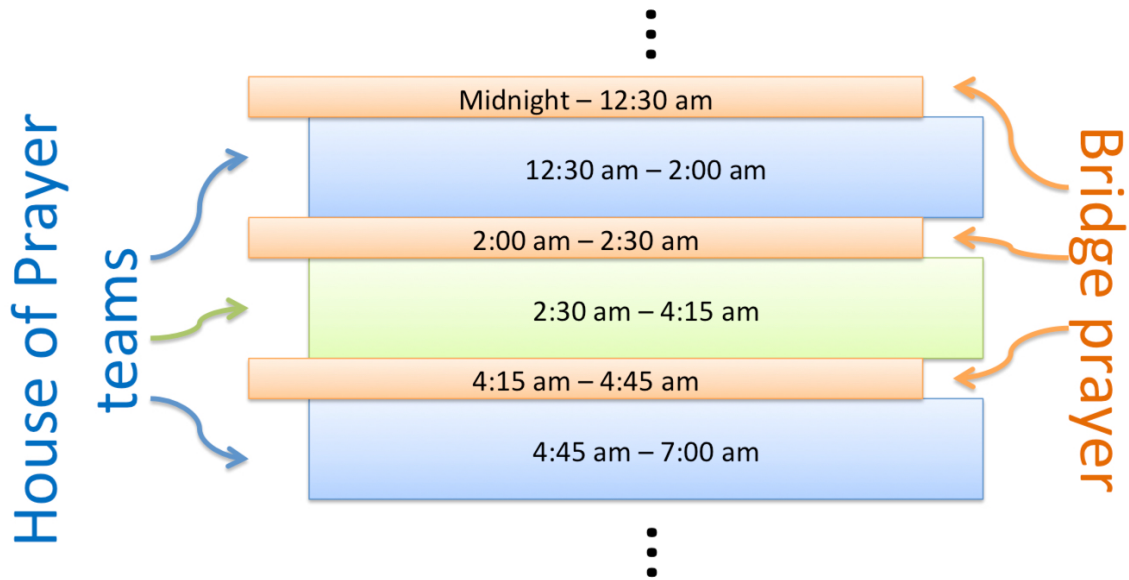 House of Prayer
teams
Midnight – 12:30 am
12:30 am – 2:00 am
2:00 am – 2:30 am
2:30 am – 4:15 am
4:15 am – 4:45 am
4:45 am – 7:00 am
Bridge prayer